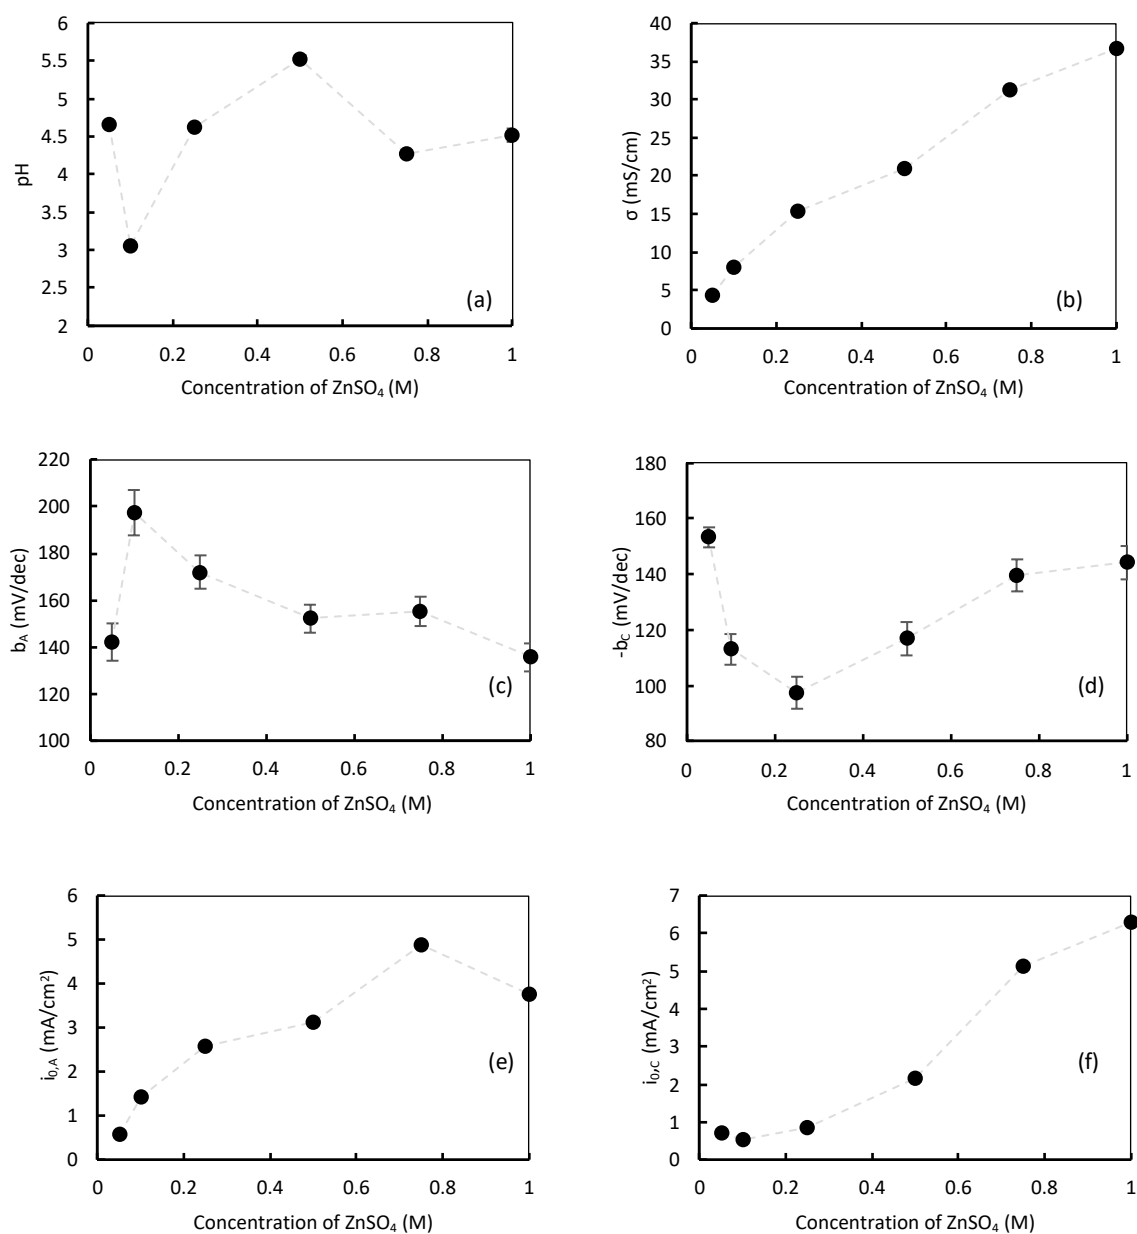 6
5.5
5
4.5
4
3.5
3
2.5
2
pH
(a)
0 0.2 0.4 0.6 0.8 1
Concentration of ZnSO₄ (M)
40
35
30
25
20
15
10
5
0
σ (mS/cm)
(b)
0 0.2 0.4 0.6 0.8 1
Concentration of ZnSO₄ (M)
220
200
180
160
140
120
100
b_A (mV/dec)
(c)
0 0.2 0.4 0.6 0.8 1
Concentration of ZnSO₄ (M)
180
160
140
120
100
80
-b_C (mV/dec)
(d)
0 0.2 0.4 0.6 0.8 1
Concentration of ZnSO₄ (M)
6
5
4
3
2
1
0
i₀,A (mA/cm²)
(e)
0 0.2 0.4 0.6 0.8 1
Concentration of ZnSO₄ (M)
7
6
5
4
3
2
1
0
i₀,C (mA/cm²)
(f)
0 0.2 0.4 0.6 0.8 1
Concentration of ZnSO₄ (M)